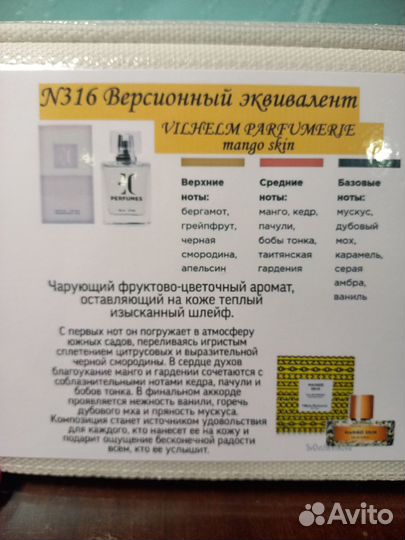 N316 Версионный эквивалент
VILHELM PARFUMERIE
mango skin
PERFUMES
Верхние
ноты:
бергамот,
грейпфрут,
черная
смородина,
апельсин
Средние
ноты:
манго, кедр,
пачули,
бобы тонка,
таитянская
гардения
Базовые
ноты:
мускус,
дубовый
мох,
карамель,
серая
амбра,
ваниль
Чарующий фруктово-цветочный аромат,
оставляющий на коже теплый
изысканный шлейф.
С первых нот он погружает в атмосферу
южных садов, переливаясь игристым
сплетением цитрусовых и выразительной
черной смородины. В сердце духов
благоухание манго и гардении сочетаются с
соблазнительными нотами кедра, пачули и
бобов тонка. В финальном аккорде
проявляется нежность ванили, горечь
дубового мха и пряность мускуса.
Композиция станет источником удовольствия
для каждого, кто нанесет ее на кожу и
подарит ощущение бесконечной радости
всем, кто ее услышит.
MANGO
SKIN
MANGO SKIN
Avito